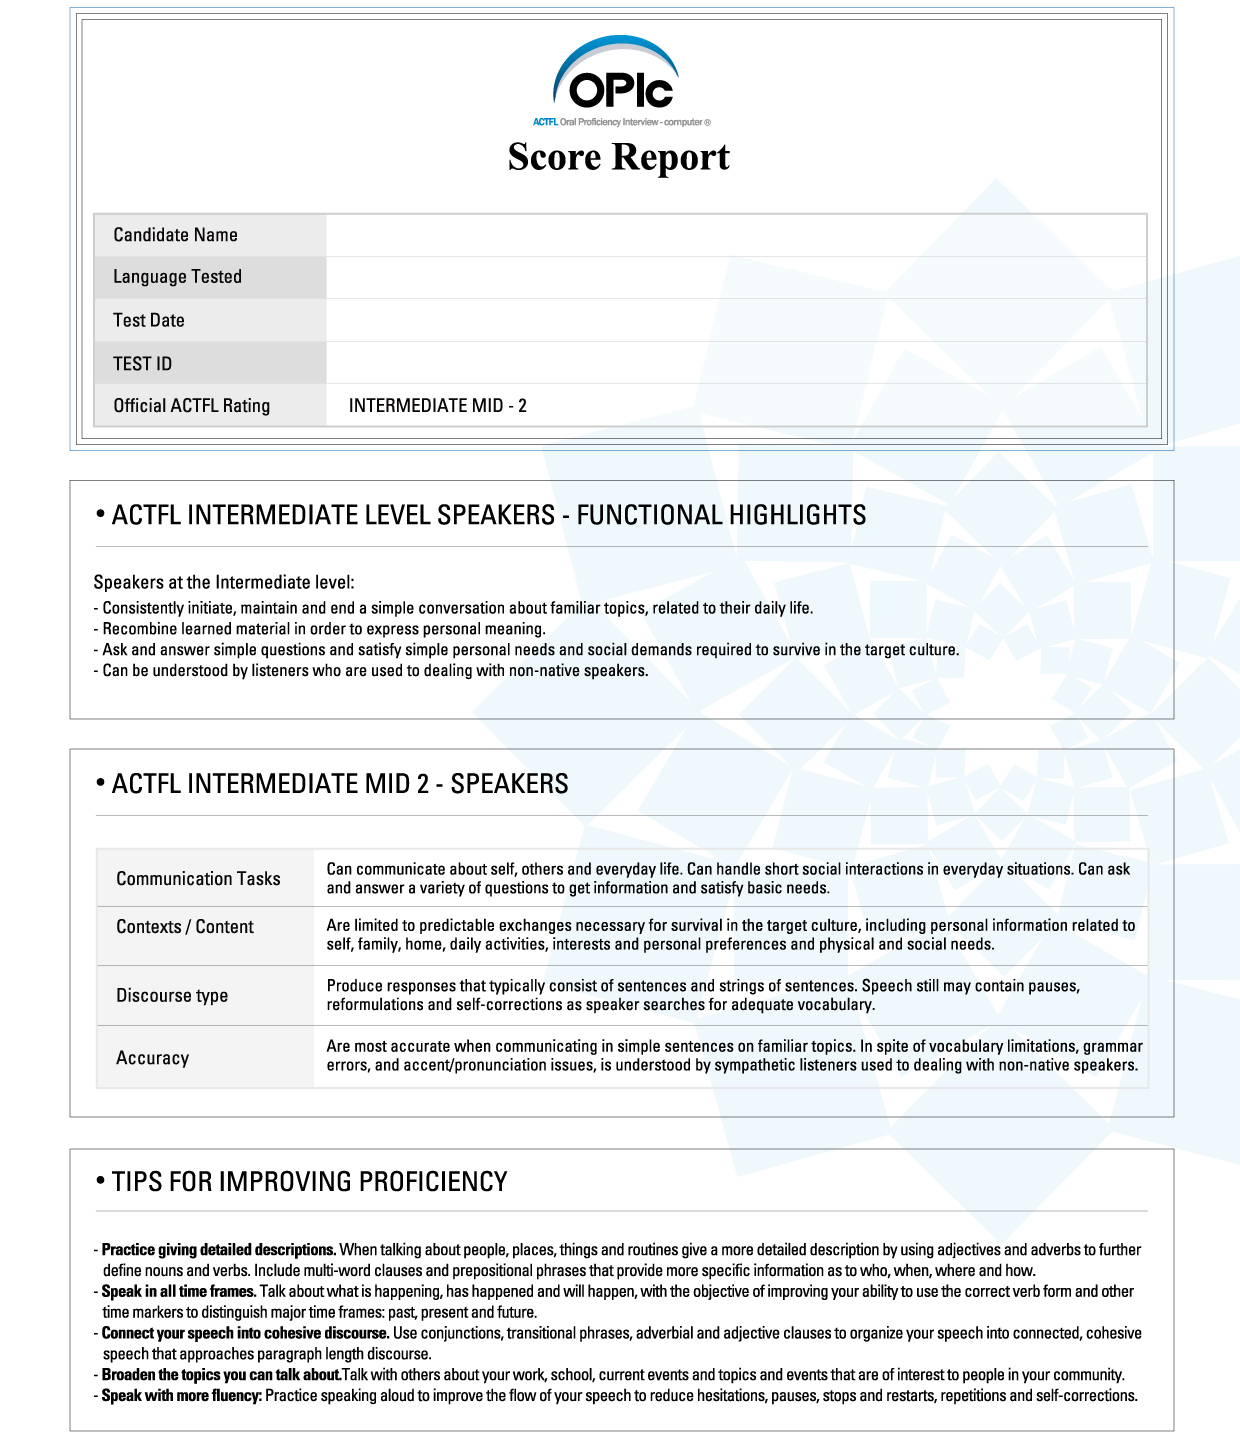 OPIc
ACTFL Oral Proficiency Interview - computer ®
Score Report
Candidate Name
Language Tested
Test Date
TEST ID
Official ACTFL Rating INTERMEDIATE MID - 2
• ACTFL INTERMEDIATE LEVEL SPEAKERS - FUNCTIONAL HIGHLIGHTS
Speakers at the Intermediate level:
- Consistently initiate, maintain and end a simple conversation about familiar topics, related to their daily life.
- Recombine learned material in order to express personal meaning.
- Ask and answer simple questions and satisfy simple personal needs and social demands required to survive in the target culture.
- Can be understood by listeners who are used to dealing with non-native speakers.
• ACTFL INTERMEDIATE MID 2 - SPEAKERS
Communication Tasks
Can communicate about self, others and everyday life. Can handle short social interactions in everyday situations. Can ask
and answer a variety of questions to get information and satisfy basic needs.
Contexts / Content
Are limited to predictable exchanges necessary for survival in the target culture, including personal information related to
self, family, home, daily activities, interests and personal preferences and physical and social needs.
Discourse type
Produce responses that typically consist of sentences and strings of sentences. Speech still may contain pauses,
reformulations and self-corrections as speaker searches for adequate vocabulary.
Accuracy
Are most accurate when communicating in simple sentences on familiar topics. In spite of vocabulary limitations, grammar
errors, and accent/pronunciation issues, is understood by sympathetic listeners used to dealing with non-native speakers.
• TIPS FOR IMPROVING PROFICIENCY
- Practice giving detailed descriptions. When talking about people, places, things and routines give a more detailed description by using adjectives and adverbs to further
define nouns and verbs. Include multi-word clauses and prepositional phrases that provide more specific information as to who, when, where and how.
- Speak in all time frames. Talk about what is happening, has happened and will happen, with the objective of improving your ability to use the correct verb form and other
time markers to distinguish major time frames: past, present and future.
- Connect your speech into cohesive discourse. Use conjunctions, transitional phrases, adverbial and adjective clauses to organize your speech into connected, cohesive
speech that approaches paragraph length discourse.
- Broaden the topics you can talk about.Talk with others about your work, school, current events and topics and events that are of interest to people in your community.
- Speak with more fluency: Practice speaking aloud to improve the flow of your speech to reduce hesitations, pauses, stops and restarts, repetitions and self-corrections.